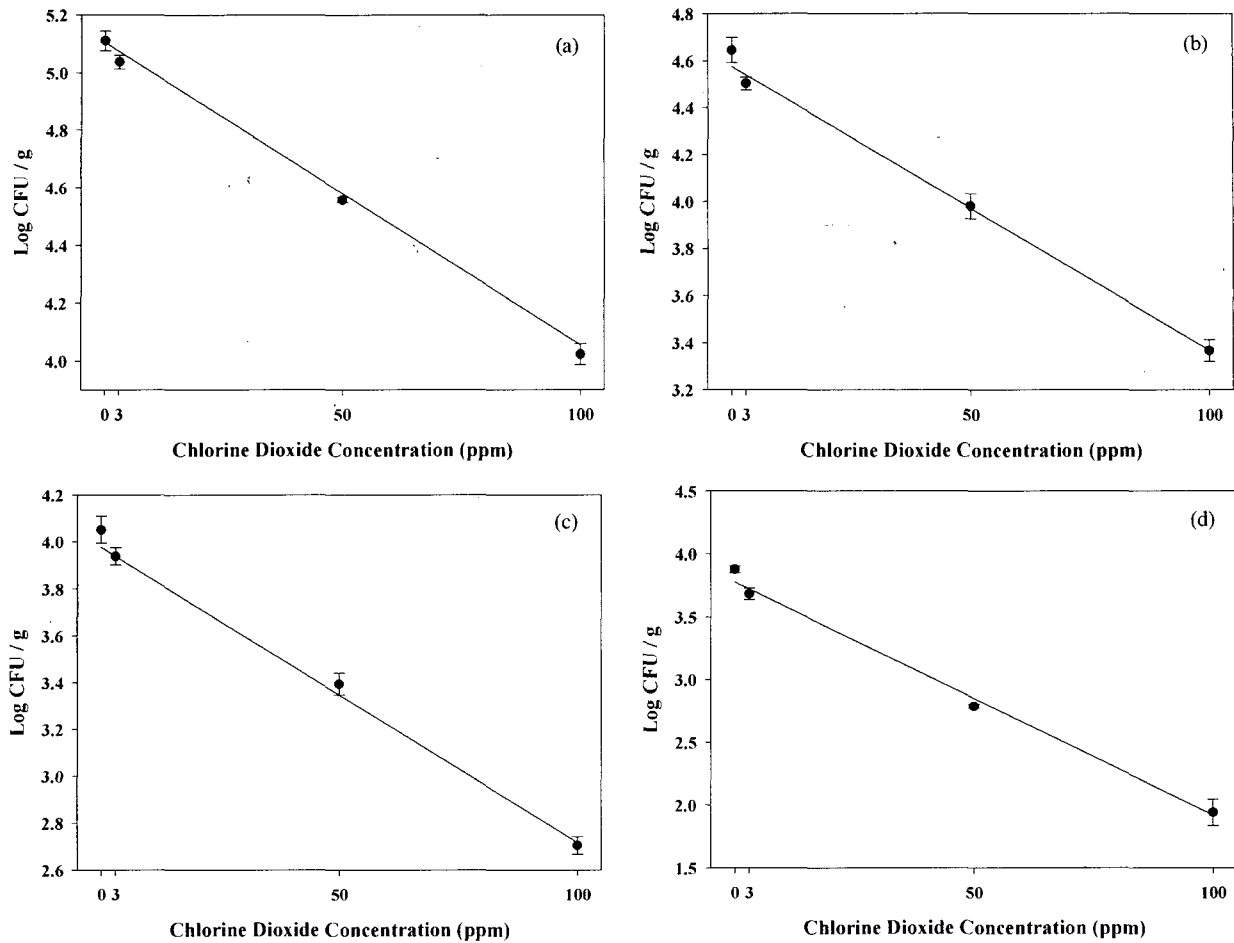 (a)
5.2
5.0
4.8
4.6
4.4
4.2
4.0
Log CFU / g
0 3 50 100
Chlorine Dioxide Concentration (ppm)
(b)
4.8
4.6
4.4
4.2
4.0
3.8
3.6
3.4
3.2
Log CFU / g
0 3 50 100
Chlorine Dioxide Concentration (ppm)
(c)
4.2
4.0
3.8
3.6
3.4
3.2
3.0
2.8
2.6
Log CFU / g
0 3 50 100
Chlorine Dioxide Concentration (ppm)
(d)
4.5
4.0
3.5
3.0
2.5
2.0
1.5
Log CFU / g
0 3 50 100
Chlorine Dioxide Concentration (ppm)